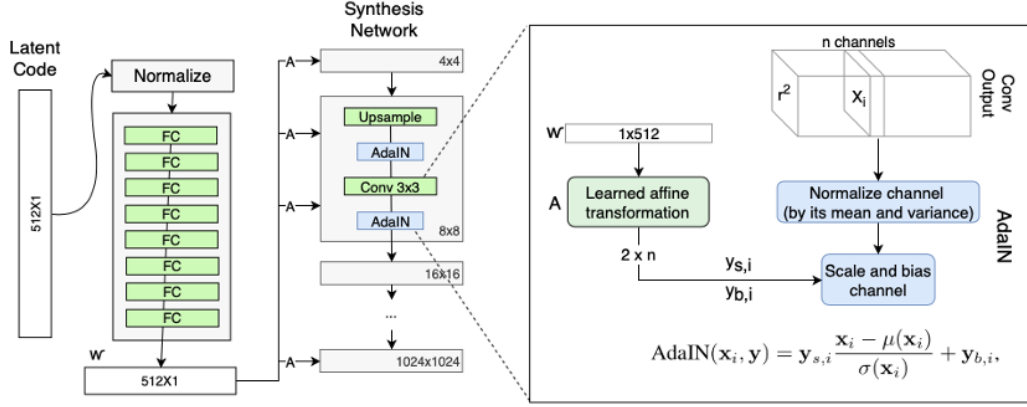 Latent
Code
512X1
Normalize
FC
FC
FC
FC
FC
FC
FC
FC
w
512X1
Synthesis
Network
A
4x4
A
Upsample
AdaIN
A
Conv 3x3
AdaIN
8x8
16x16
...
A
1024x1024
n channels
r²
Xᵢ
Conv
Output
w
1x512
A
Learned affine
transformation
2 x n
yₛ,ᵢ
y_b,ᵢ
Normalize channel
(by its mean and variance)
Scale and bias
channel
AdaIN
AdaIN(xᵢ, y) = yₛ,ᵢ (xᵢ − μ(xᵢ)) / σ(xᵢ) + y_b,ᵢ,